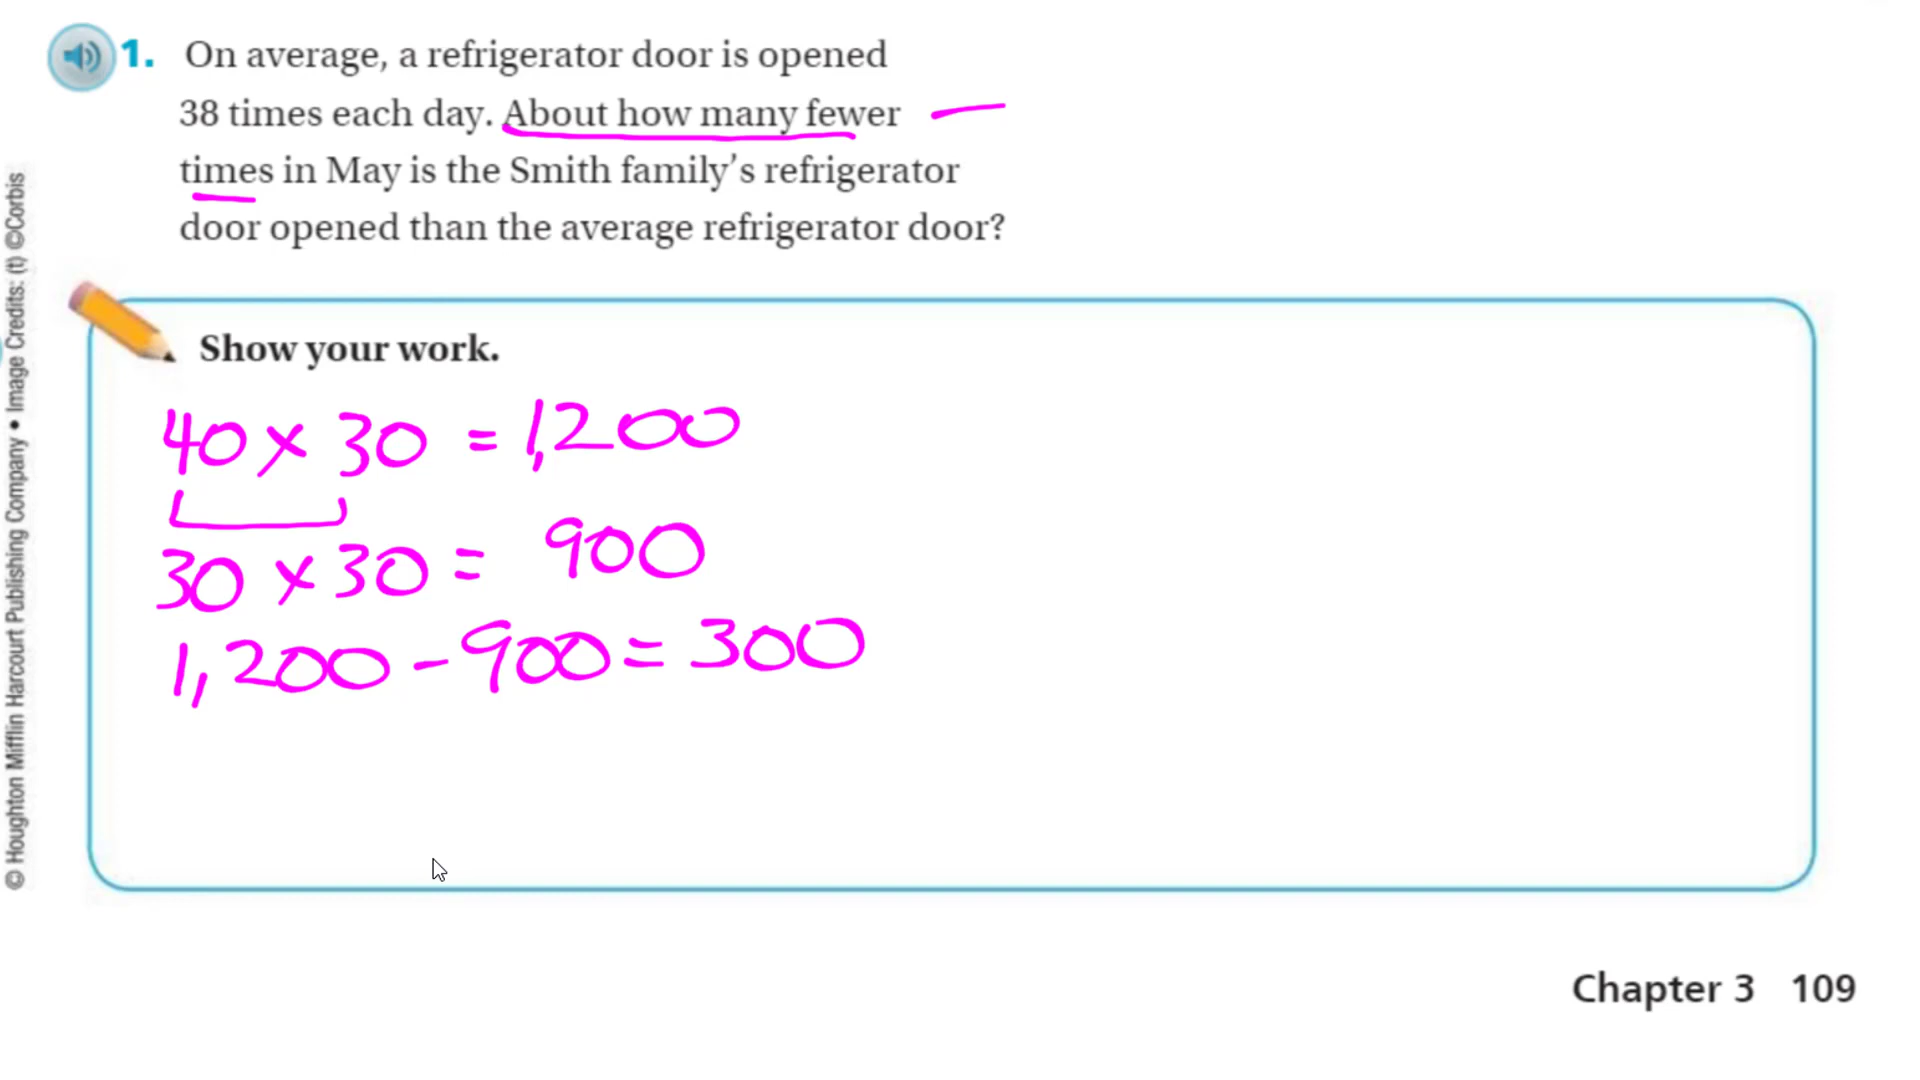 1. On average, a refrigerator door is opened
38 times each day. About how many fewer
times in May is the Smith family's refrigerator
door opened than the average refrigerator door?
Show your work.
40 x 30 = 1,200
30 x 30 = 900
1,200 - 900 = 300
© Houghton Mifflin Harcourt Publishing Company • Image Credits: (t) ©Corbis
Chapter 3 109